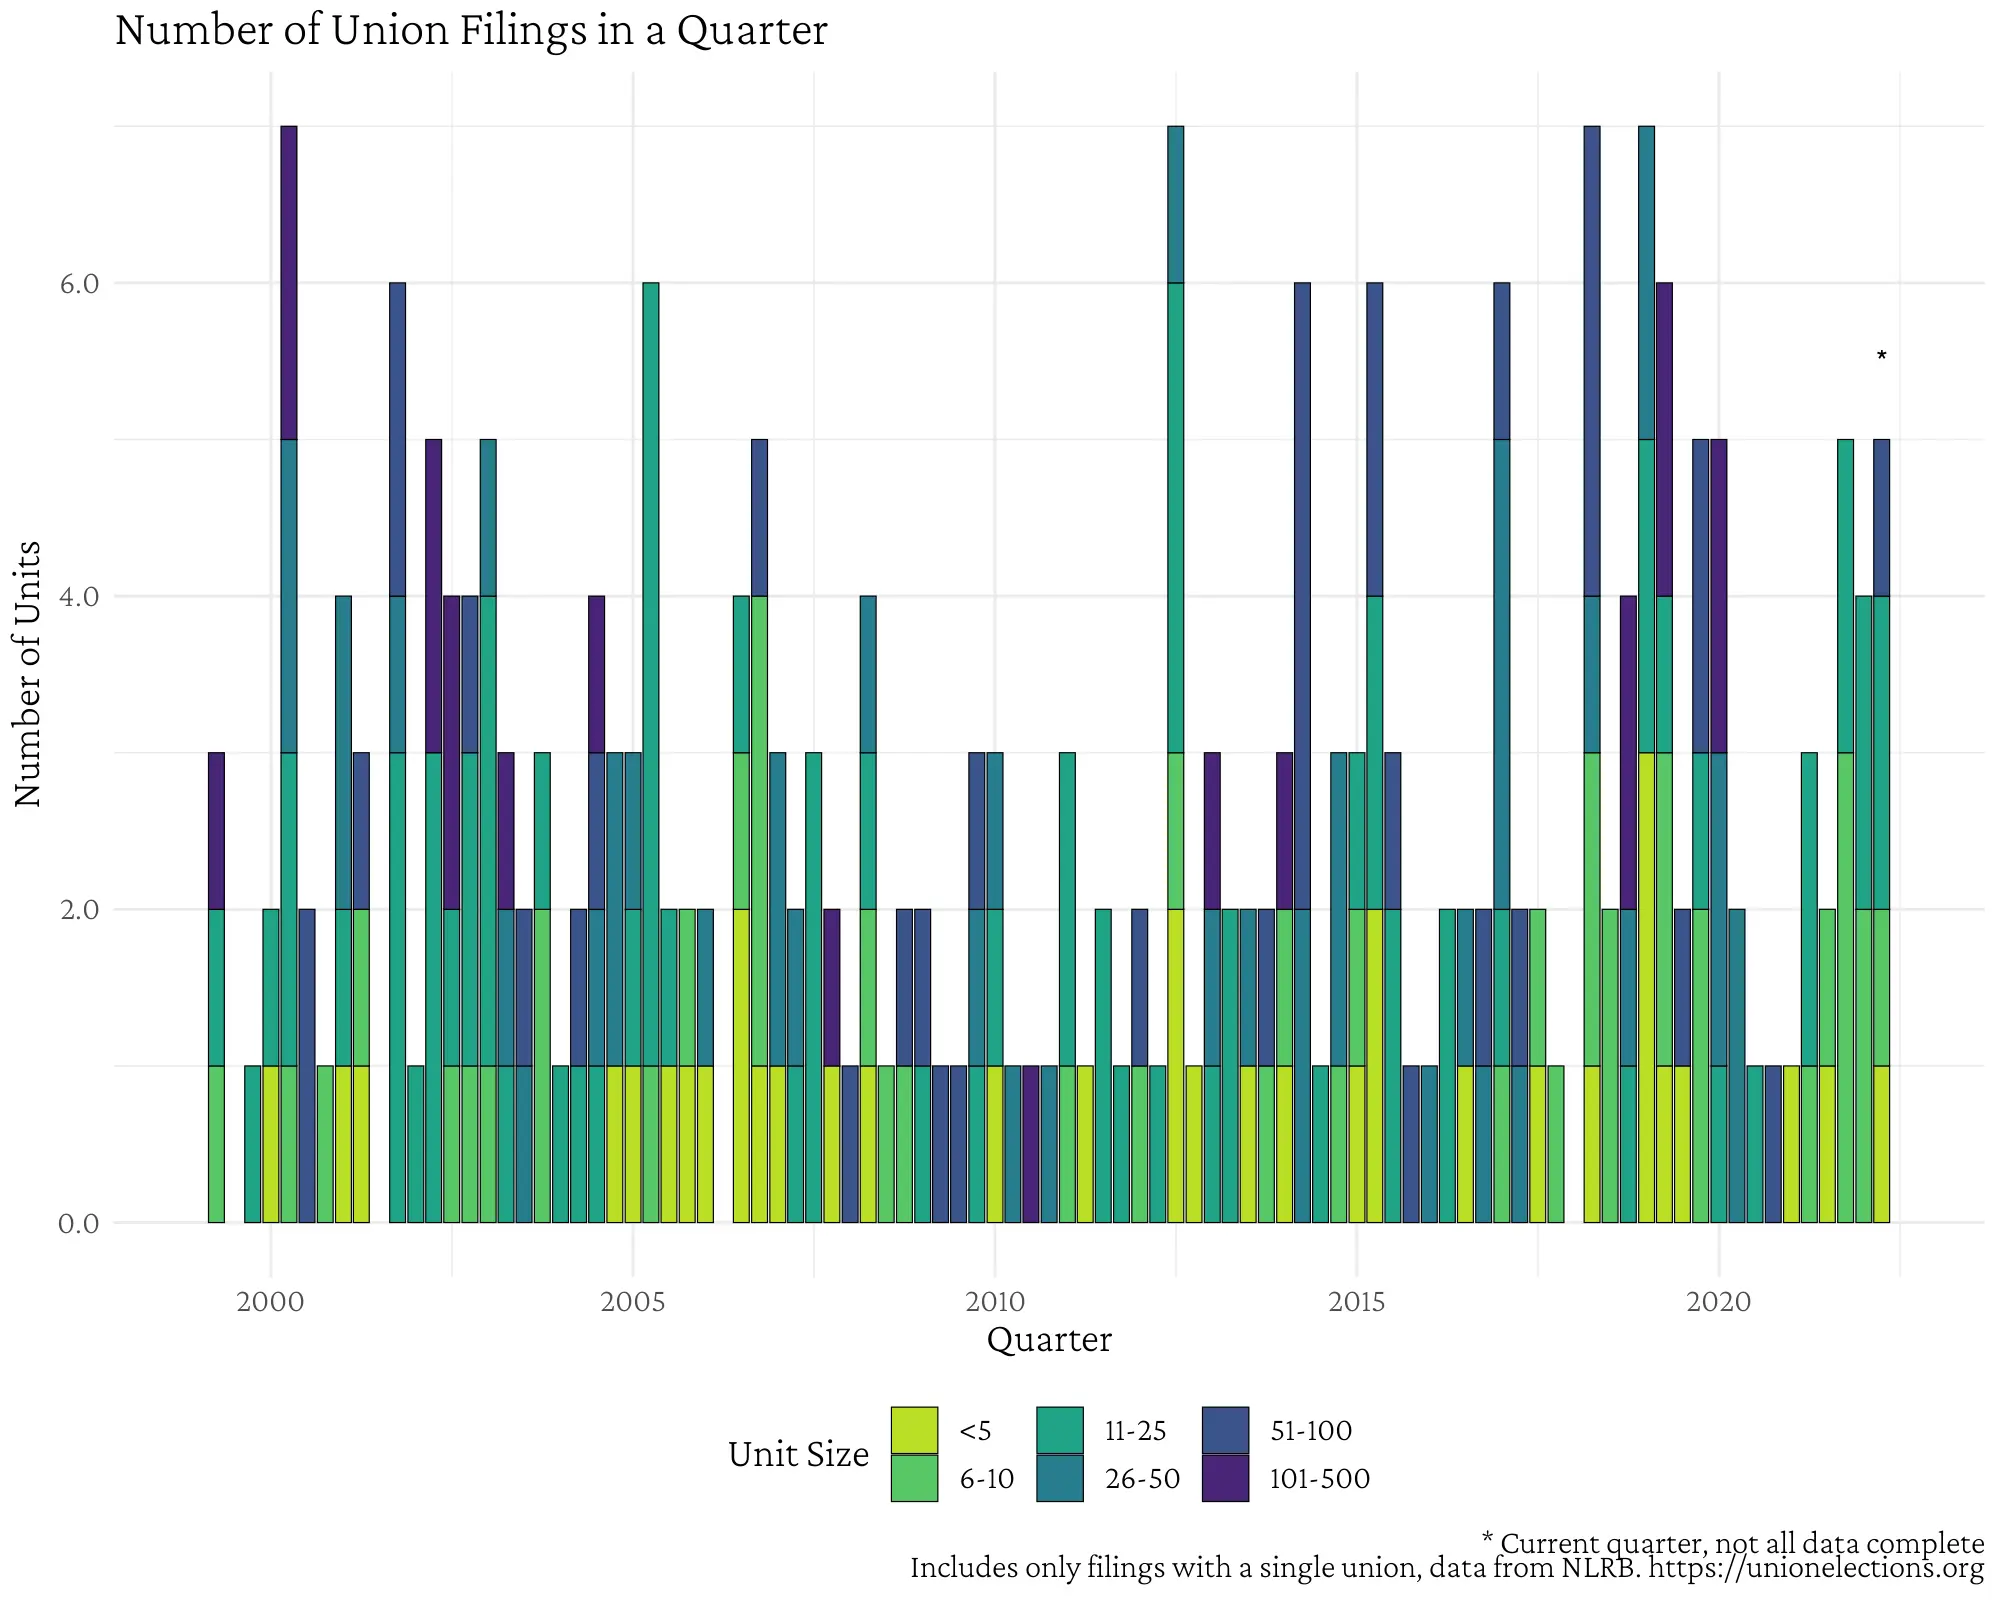 Number of Union Filings in a Quarter
Number of Units
6.0
4.0
2.0
0.0
*
2000 2005 2010 2015 2020
Quarter
Unit Size
<5 11-25 51-100
6-10 26-50 101-500
* Current quarter, not all data complete
Includes only filings with a single union, data from NLRB. https://unionelections.org